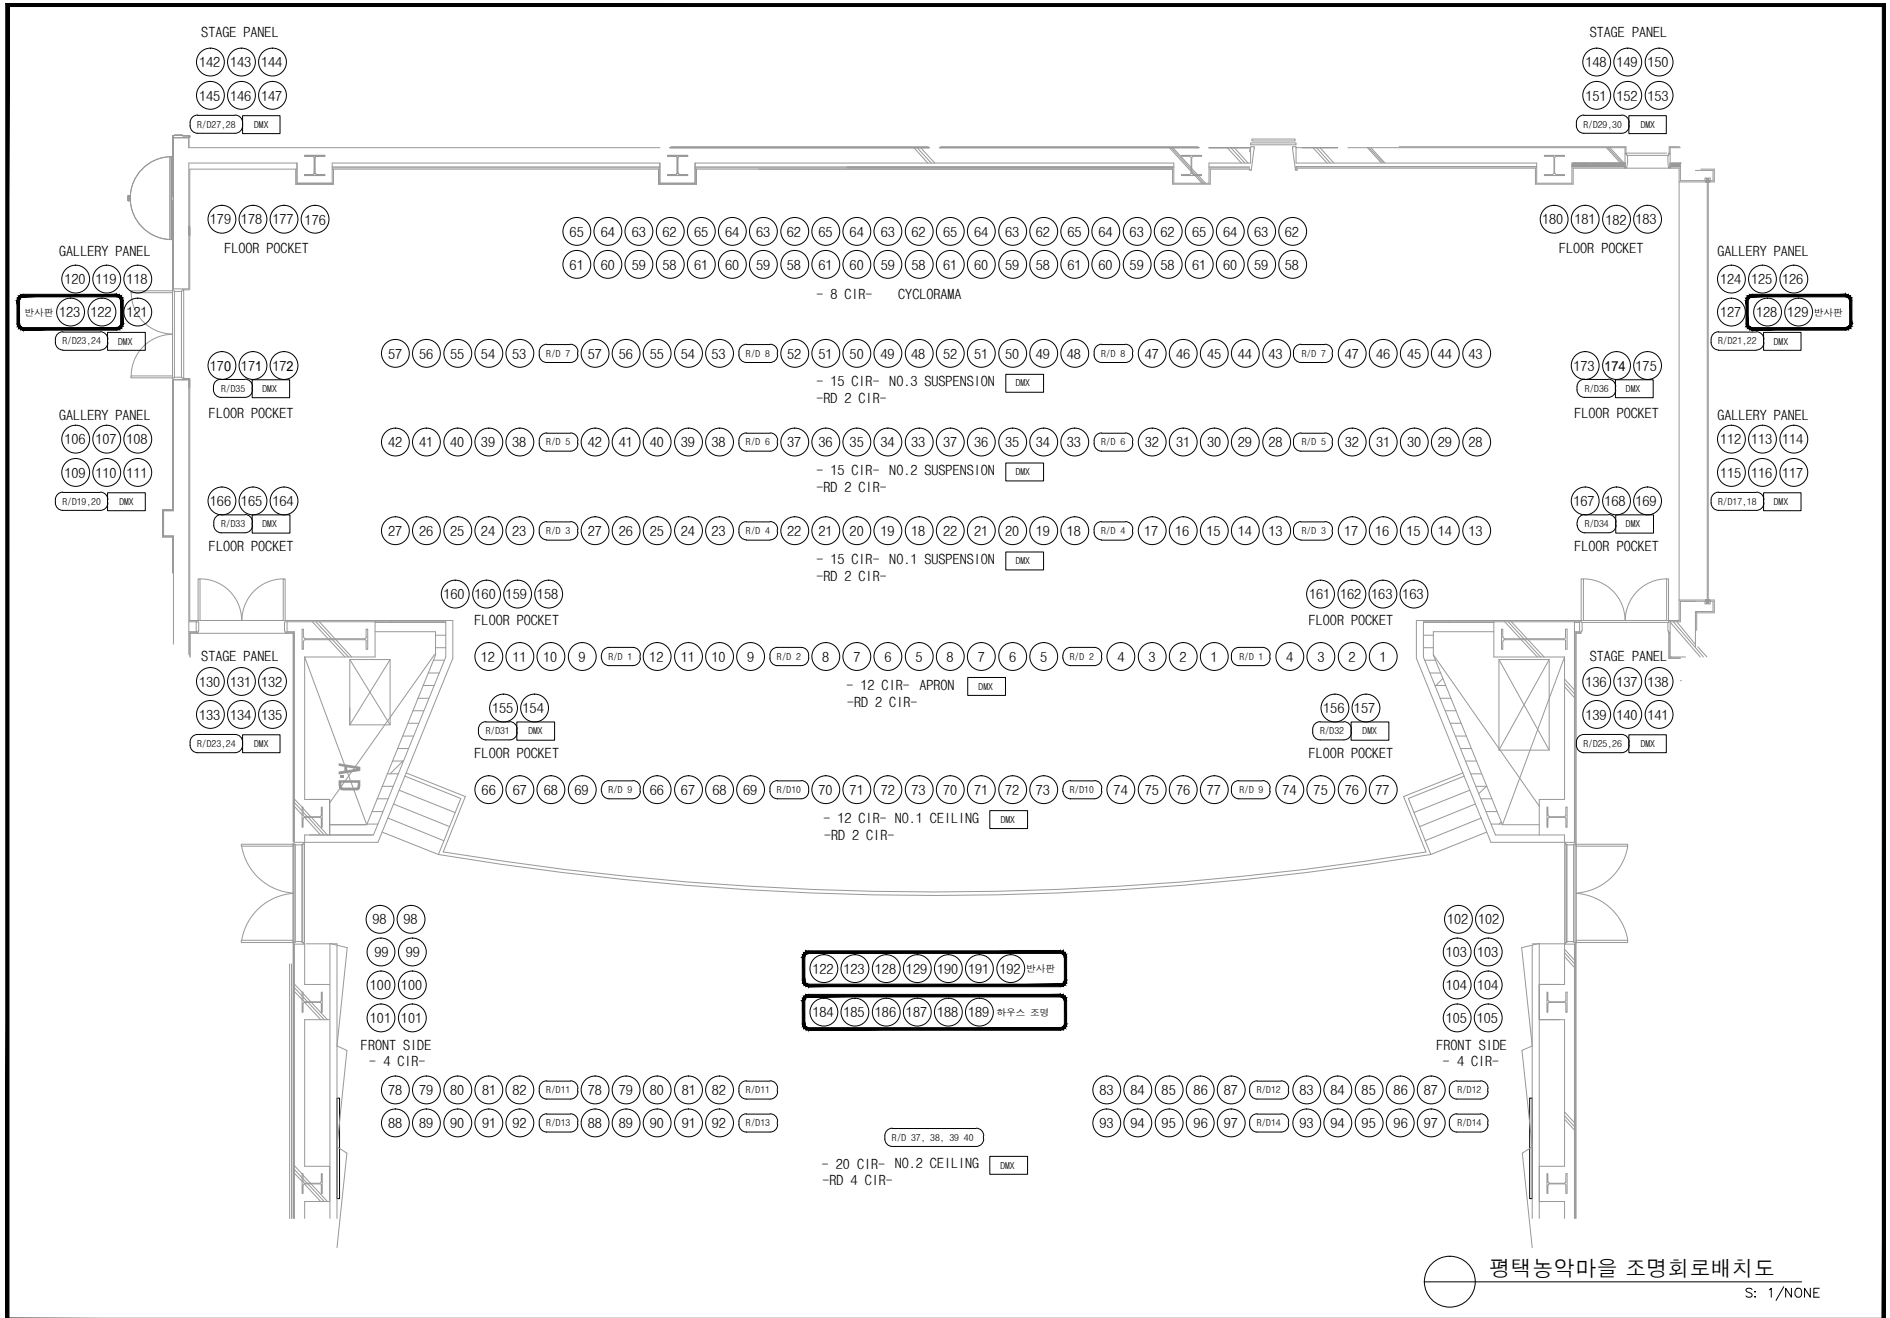 STAGE PANEL
142 143 144
145 146 147
R/D27,28 DMX
STAGE PANEL
148 149 150
151 152 153
R/D29,30 DMX
179 178 177 176
FLOOR POCKET
65 64 63 62 65 64 63 62 65 64 63 62 65 64 63 62 65 64 63 62 65 64 63 62
61 60 59 58 61 60 59 58 61 60 59 58 61 60 59 58 61 60 59 58 61 60 59 58
- 8 CIR- CYCLORAMA
180 181 182 183
FLOOR POCKET
GALLERY PANEL
120 119 118
반사판 123 122 121
R/D23,24 DMX
GALLERY PANEL
124 125 126
127 128 129 반사판
R/D21,22 DMX
57 56 55 54 53 R/D 7 57 56 55 54 53 R/D 8 52 51 50 49 48 52 51 50 49 48 R/D 8 47 46 45 44 43 R/D 7 47 46 45 44 43
- 15 CIR- NO.3 SUSPENSION DMX
-RD 2 CIR-
170 171 172
R/D35 DMX
FLOOR POCKET
173 174 175
R/D36 DMX
FLOOR POCKET
GALLERY PANEL
106 107 108
109 110 111
R/D19,20 DMX
GALLERY PANEL
112 113 114
115 116 117
R/D17,18 DMX
42 41 40 39 38 R/D 5 42 41 40 39 38 R/D 6 37 36 35 34 33 37 36 35 34 33 R/D 6 32 31 30 29 28 R/D 5 32 31 30 29 28
- 15 CIR- NO.2 SUSPENSION DMX
-RD 2 CIR-
166 165 164
R/D33 DMX
FLOOR POCKET
167 168 169
R/D34 DMX
FLOOR POCKET
27 26 25 24 23 R/D 3 27 26 25 24 23 R/D 4 22 21 20 19 18 22 21 20 19 18 R/D 4 17 16 15 14 13 R/D 3 17 16 15 14 13
- 15 CIR- NO.1 SUSPENSION DMX
-RD 2 CIR-
160 160 159 158
FLOOR POCKET
161 162 163 163
FLOOR POCKET
12 11 10 9 R/D 1 12 11 10 9 R/D 2 8 7 6 5 8 7 6 5 R/D 2 4 3 2 1 R/D 1 4 3 2 1
- 12 CIR- APRON DMX
-RD 2 CIR-
STAGE PANEL
130 131 132
133 134 135
R/D23,24 DMX
STAGE PANEL
136 137 138
139 140 141
R/D25,26 DMX
155 154
R/D31 DMX
FLOOR POCKET
156 157
R/D32 DMX
FLOOR POCKET
A.D
66 67 68 69 R/D 9 66 67 68 69 R/D10 70 71 72 73 70 71 72 73 R/D10 74 75 76 77 R/D 9 74 75 76 77
- 12 CIR- NO.1 CEILING DMX
-RD 2 CIR-
98 98
99 99
100 100
101 101
FRONT SIDE
- 4 CIR-
122 123 128 129 190 191 192 반사판
184 185 186 187 188 189 하우스 조명
102 102
103 103
104 104
105 105
FRONT SIDE
- 4 CIR-
78 79 80 81 82 R/D11 78 79 80 81 82 R/D11
88 89 90 91 92 R/D13 88 89 90 91 92 R/D13
83 84 85 86 87 R/D12 83 84 85 86 87 R/D12
93 94 95 96 97 R/D14 93 94 95 96 97 R/D14
R/D 37, 38, 39 40
- 20 CIR- NO.2 CEILING DMX
-RD 4 CIR-
평택농악마을 조명회로배치도
S: 1/NONE